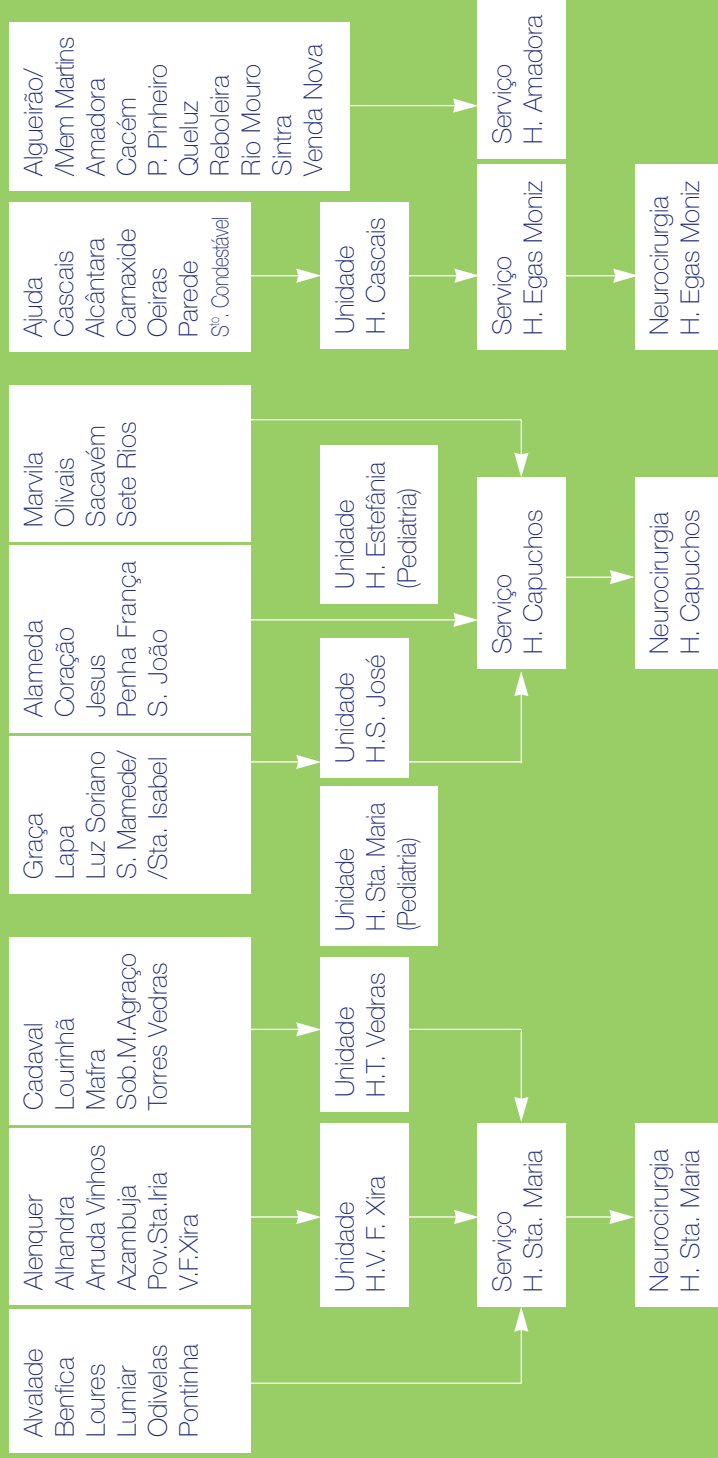 Alvalade
Benfica
Loures
Lumiar
Odivelas
Pontinha
Alenquer
Alhandra
Arruda Vinhos
Azambuja
Pov.Sta.Iria
V.F.Xira
Cadaval
Lourinhã
Mafra
Sob.M.Agraço
Torres Vedras
Graça
Lapa
Luz Soriano
S. Mamede/
/Sta. Isabel
Alameda
Coração
Jesus
Penha França
S. João
Marvila
Olivais
Sacavém
Sete Rios
Ajuda
Cascais
Alcântara
Carnaxide
Oeiras
Parede
Sto. Condestável
Algueirão/
/Mem Martins
Amadora
Cacém
P. Pinheiro
Queluz
Reboleira
Rio Mouro
Sintra
Venda Nova
Unidade
H.V. F. Xira
Unidade
H.T. Vedras
Unidade
H. Sta. Maria
(Pediatria)
Unidade
H.S. José
Unidade
H. Estefânia
(Pediatria)
Unidade
H. Cascais
Serviço
H. Sta. Maria
Serviço
H. Capuchos
Serviço
H. Egas Moniz
Serviço
H. Amadora
Neurocirurgia
H. Sta. Maria
Neurocirurgia
H. Capuchos
Neurocirurgia
H. Egas Moniz